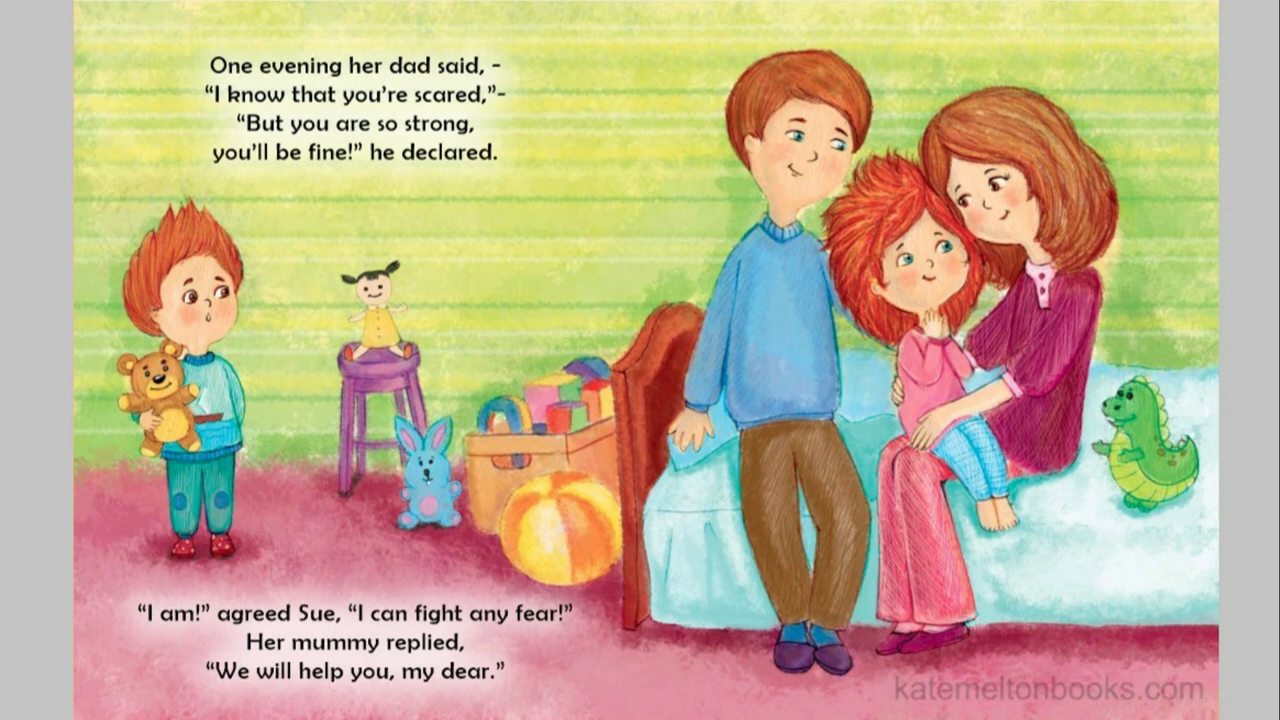 One evening her dad said, -
“I know that you’re scared,”-
“But you are so strong,
you’ll be fine!” he declared.
“I am!” agreed Sue, “I can fight any fear!”
Her mummy replied,
“We will help you, my dear.”
katemeltonbooks.com